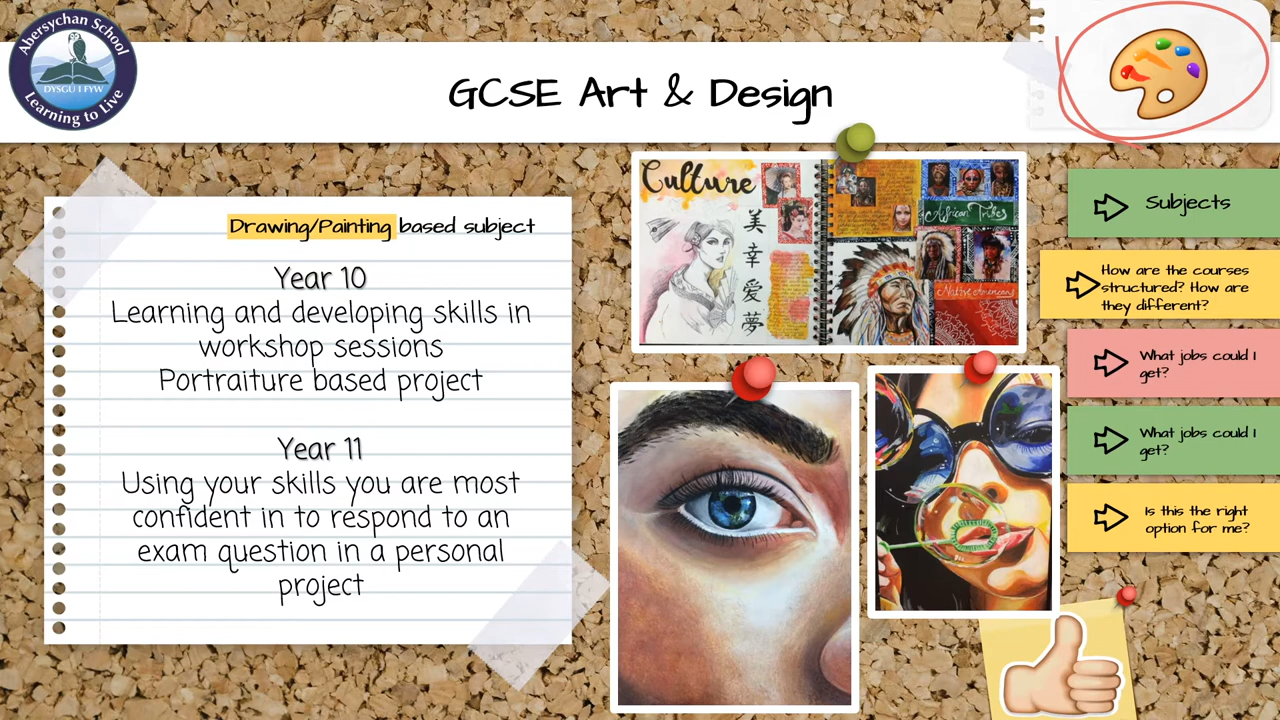 Abersychan School
DYSGU I FYW
Learning to Live
GCSE Art & Design
Drawing/Painting based subject
Year 10
Learning and developing skills in
workshop sessions
Portraiture based project
Year 11
Using your skills you are most
confident in to respond to an
exam question in a personal
project
Culture
美
幸
愛
夢
African Tribes
Native Americans
Subjects
How are the courses
structured? How are
they different?
What jobs could I
get?
What jobs could I
get?
Is this the right
option for me?